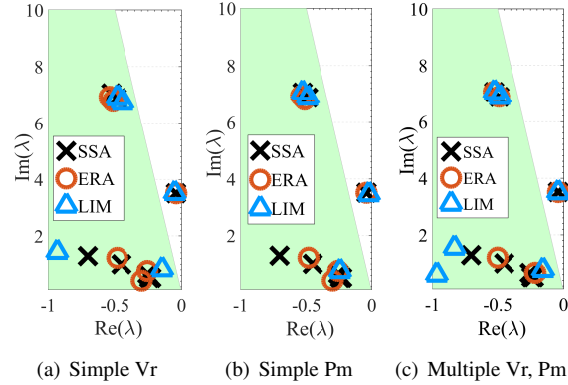 10
8
6
4
2
Im(λ)
SSA
ERA
LIM
-1
-0.5
0
Re(λ)
(a) Simple Vr
10
8
6
4
2
Im(λ)
SSA
ERA
LIM
-1
-0.5
0
Re(λ)
(b) Simple Pm
10
8
6
4
2
Im(λ)
SSA
ERA
LIM
-1
-0.5
0
Re(λ)
(c) Multiple Vr, Pm